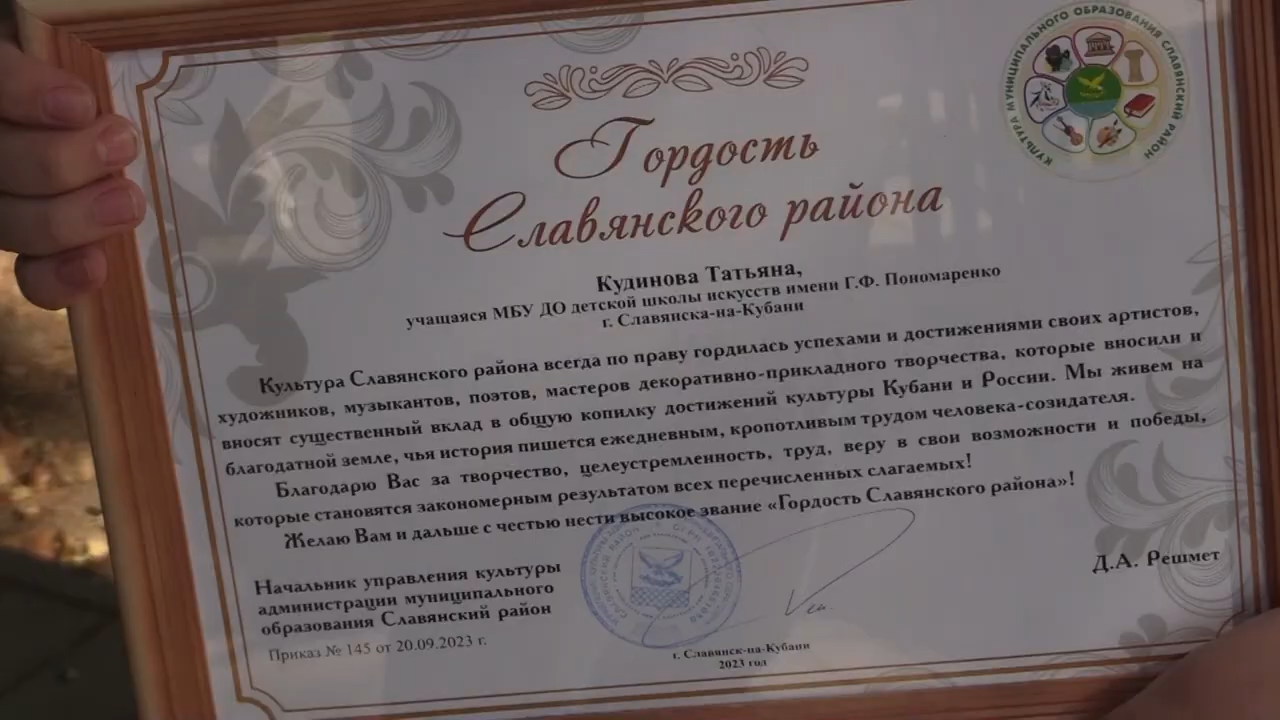 КУЛЬТУРА МУНИЦИПАЛЬНОГО ОБРАЗОВАНИЯ СЛАВЯНСКИЙ РАЙОН
Гордость
Славянского района
Кудинова Татьяна,
учащаяся МБУ ДО детской школы искусств имени Г.Ф. Пономаренко
г. Славянска-на-Кубани
Культура Славянского района всегда по праву гордилась успехами и достижениями своих артистов,
художников, музыкантов, поэтов, мастеров декоративно-прикладного творчества, которые вносили и
вносят существенный вклад в общую копилку достижений культуры Кубани и России. Мы живем на
благодатной земле, чья история пишется ежедневным, кропотливым трудом человека-созидателя.
Благодарю Вас за творчество, целеустремленность, труд, веру в свои возможности и победы,
которые становятся закономерным результатом всех перечисленных слагаемых!
Желаю Вам и дальше с честью нести высокое звание «Гордость Славянского района»!
Начальник управления культуры
администрации муниципального
образования Славянский район
Д.А. Решмет
Приказ № 145 от 20.09.2023 г.
г. Славянск-на-Кубани
2023 год